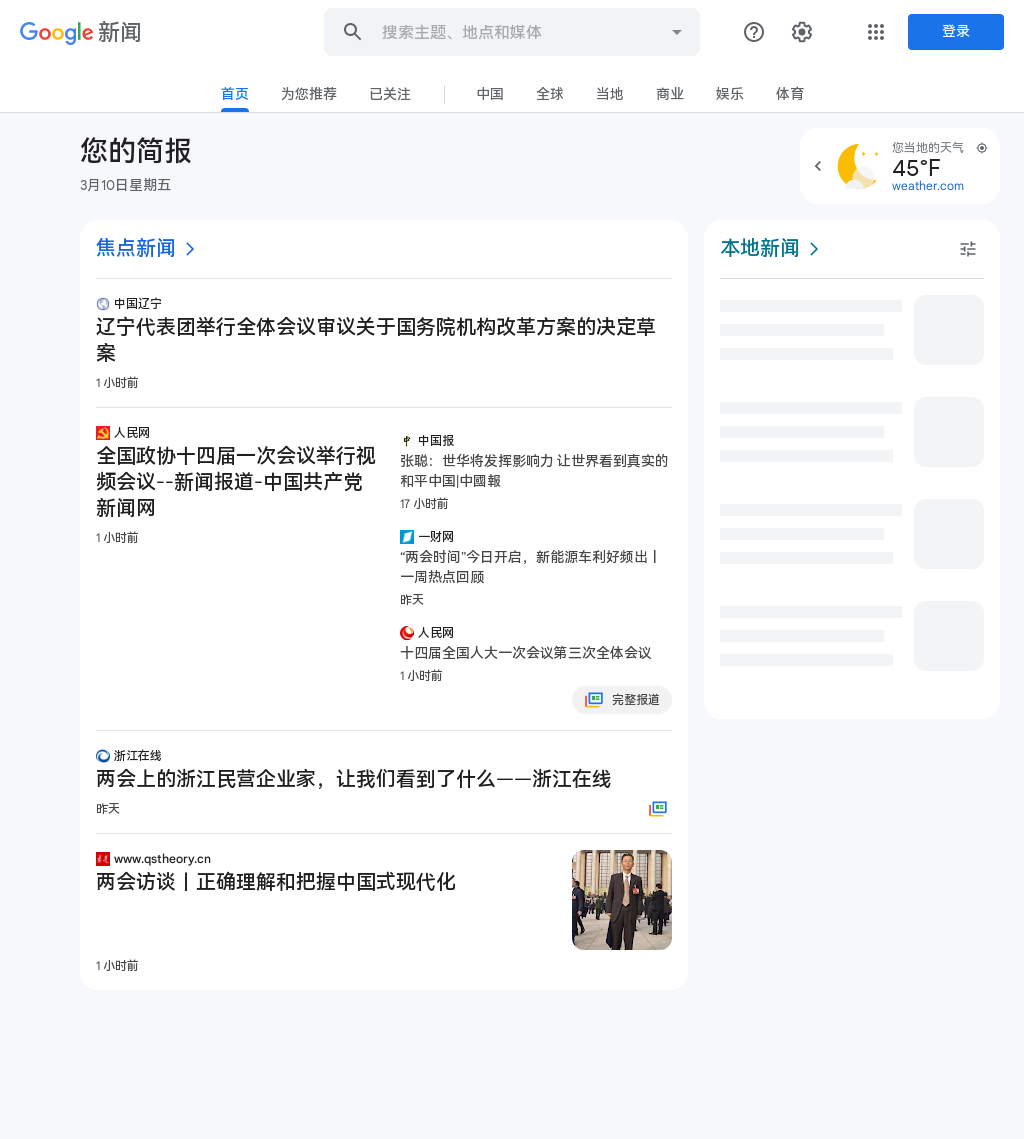 Google 新闻
搜索主题、地点和媒体
登录
首页
为您推荐
已关注
中国
全球
当地
商业
娱乐
体育
您的简报
3月10日星期五
您当地的天气
45°F
weather.com
焦点新闻
中国辽宁
辽宁代表团举行全体会议审议关于国务院机构改革方案的决定草
案
1 小时前
人民网
全国政协十四届一次会议举行视
频会议--新闻报道-中国共产党
新闻网
1 小时前
中国报
张聪：世华将发挥影响力 让世界看到真实的
和平中国|中國報
17 小时前
一财网
“两会时间”今日开启，新能源车利好频出丨
一周热点回顾
昨天
人民网
十四届全国人大一次会议第三次全体会议
1 小时前
完整报道
浙江在线
两会上的浙江民营企业家，让我们看到了什么——浙江在线
昨天
www.qstheory.cn
两会访谈丨正确理解和把握中国式现代化
1 小时前
本地新闻